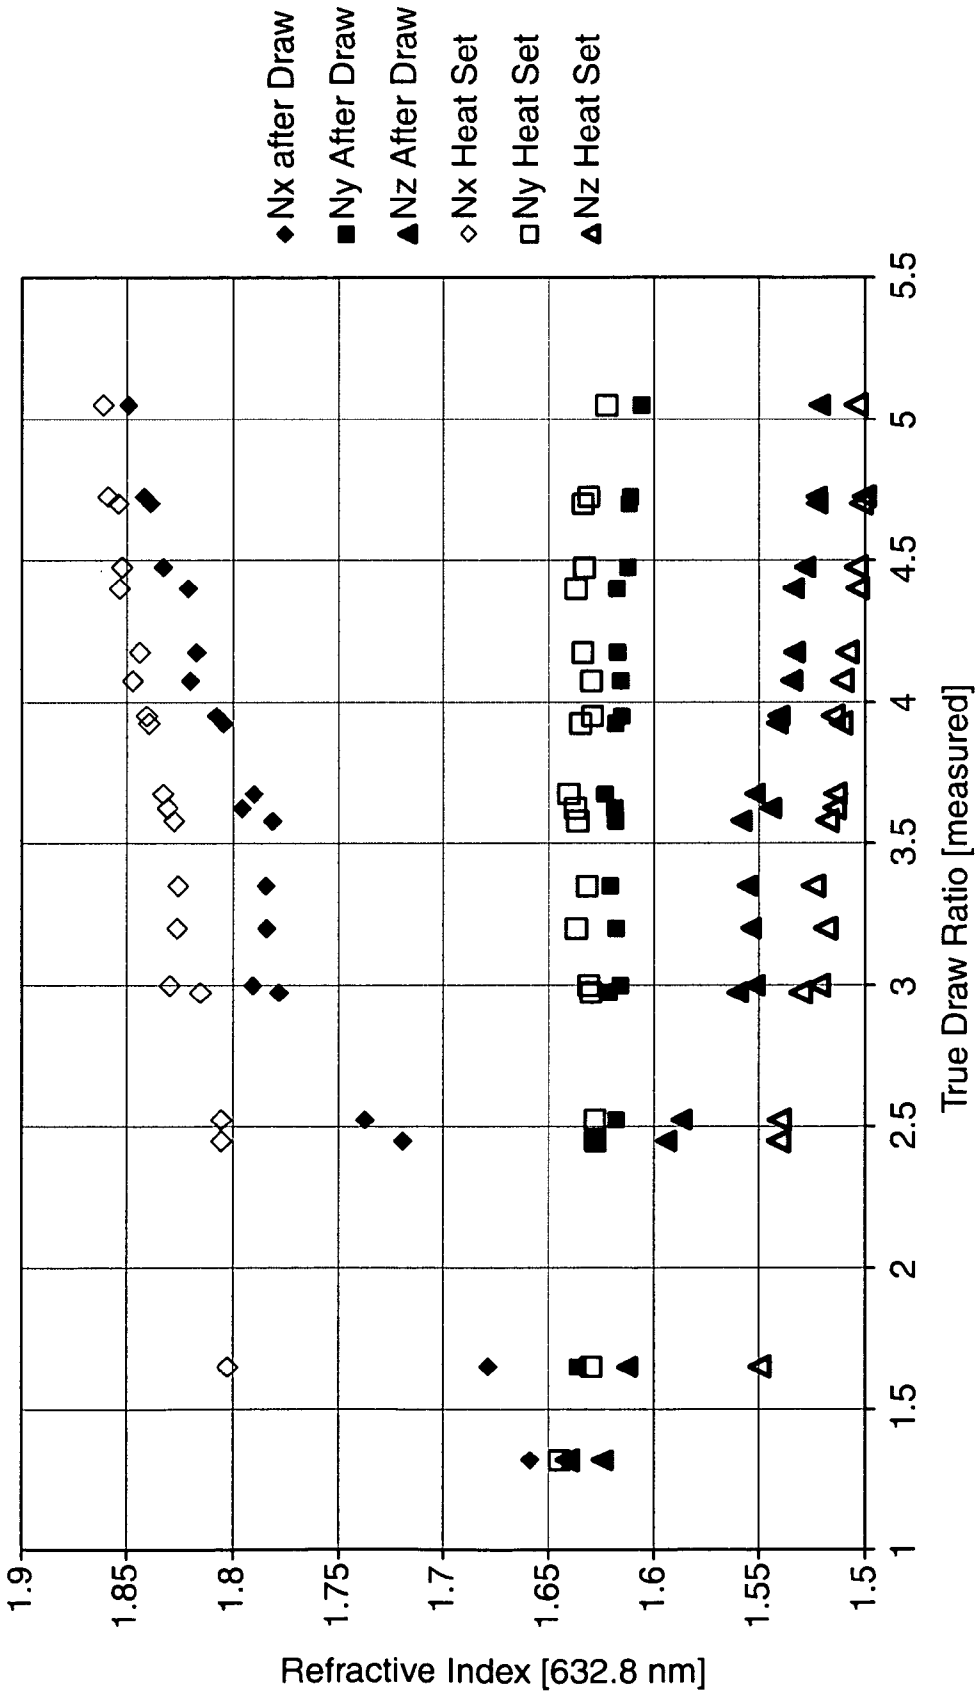 Refractive Index [632.8 nm]
1.9
1.85
1.8
1.75
1.7
1.65
1.6
1.55
1.5
1
1.5
2
2.5
3
3.5
4
4.5
5
5.5
True Draw Ratio [measured]
Nx after Draw
Ny After Draw
Nz After Draw
Nx Heat Set
Ny Heat Set
Nz Heat Set